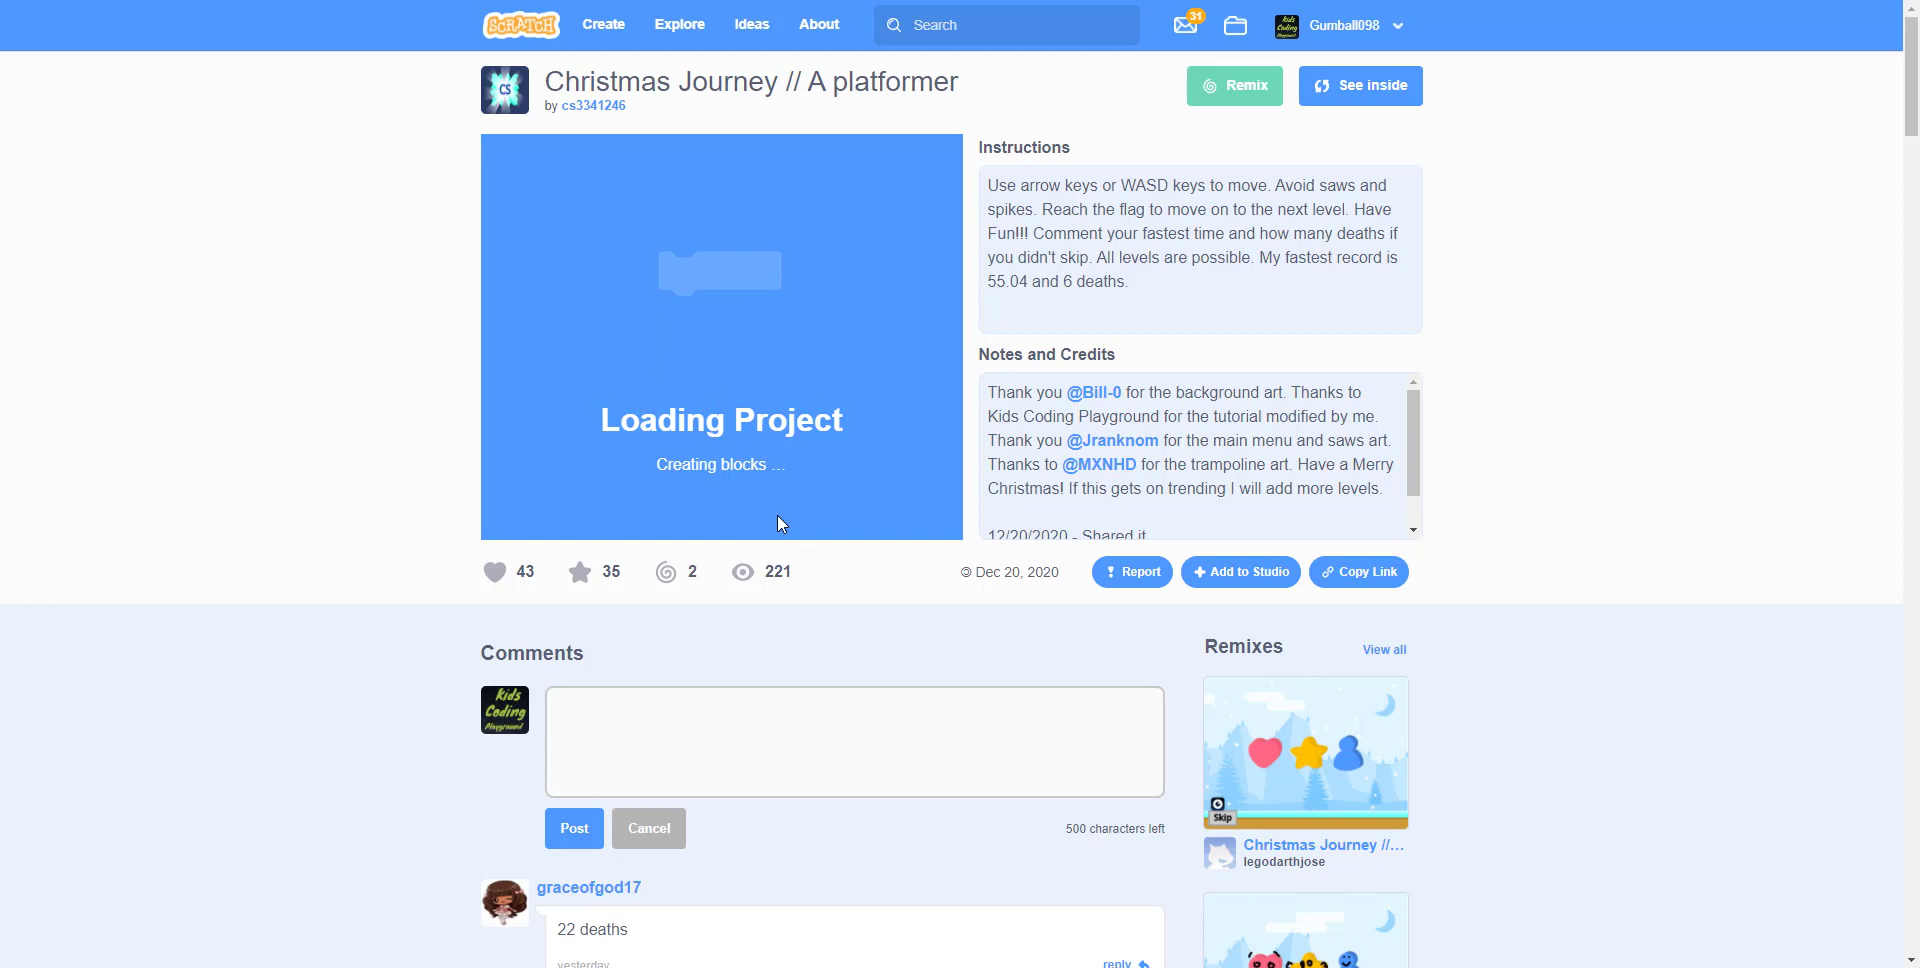 SCRATCH Create Explore Ideas About Search 31 Gumball098
Christmas Journey // A platformer
by cs3341246
CS
Remix See inside
Loading Project
Creating blocks ...
Instructions
Use arrow keys or WASD keys to move. Avoid saws and
spikes. Reach the flag to move on to the next level. Have
Fun!!! Comment your fastest time and how many deaths if
you didn't skip. All levels are possible. My fastest record is
55.04 and 6 deaths.
Notes and Credits
Thank you @Bill-0 for the background art. Thanks to
Kids Coding Playground for the tutorial modified by me.
Thank you @Jranknom for the main menu and saws art.
Thanks to @MXNHD for the trampoline art. Have a Merry
Christmas! If this gets on trending I will add more levels.
12/20/2020 - Shared it
43 35 2 221 © Dec 20, 2020 Report Add to Studio Copy Link
Comments
Kids
Coding
Playground
Post Cancel 500 characters left
graceofgod17
22 deaths
yesterday reply
Remixes View all
Skip
Christmas Journey //...
legodarthjose